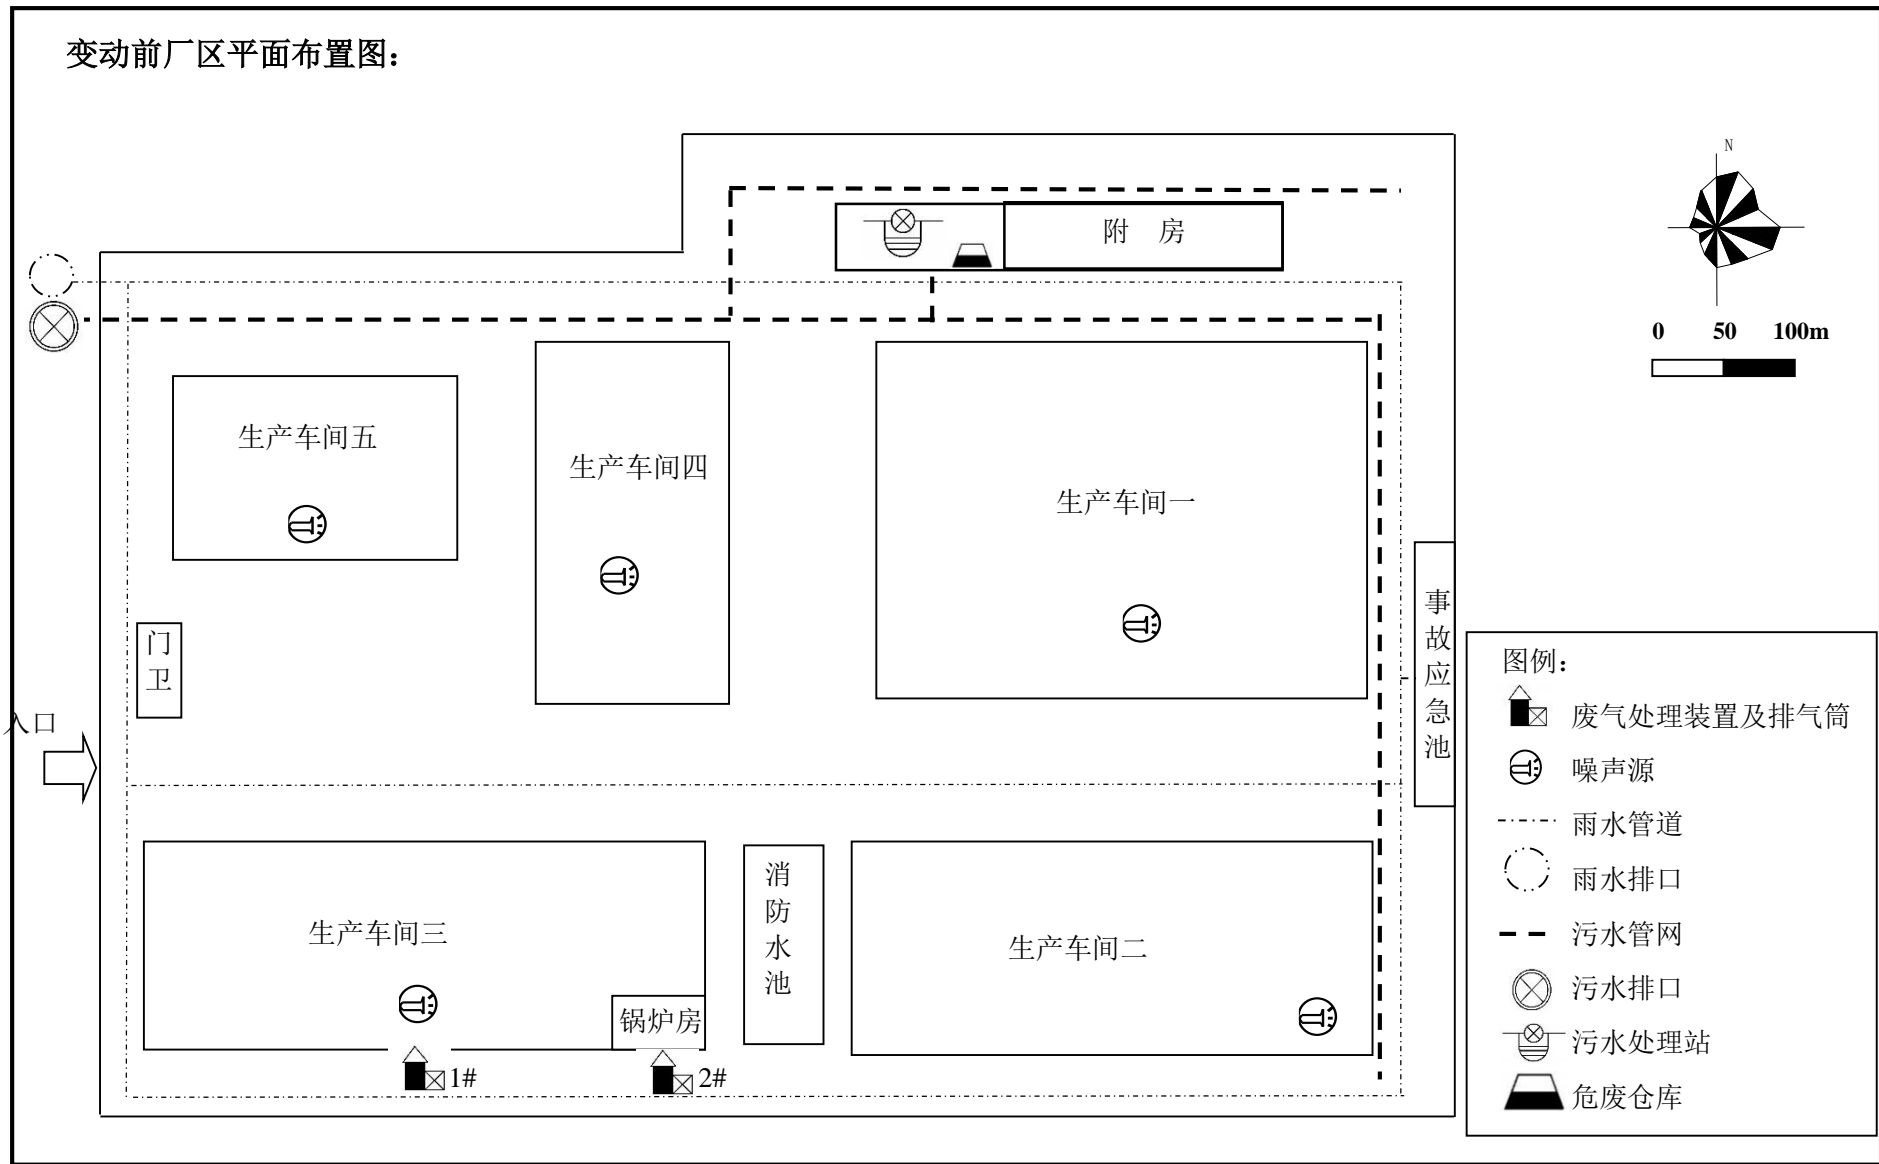 变动前厂区平面布置图：
N
附 房
0 50 100m
生产车间五
生产车间四
生产车间一
门卫
事故应急池
入口
生产车间三
消防水池
生产车间二
锅炉房
1#
2#
图例：
废气处理装置及排气筒
噪声源
雨水管道
雨水排口
污水管网
污水排口
污水处理站
危废仓库